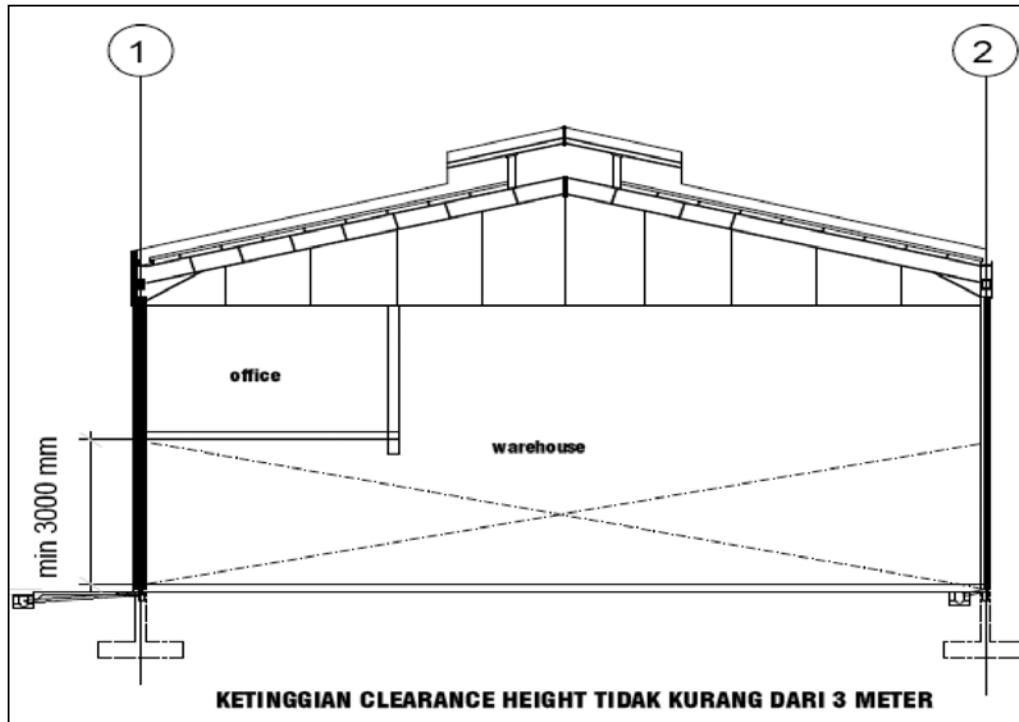 1
2
office
warehouse
min 3000 mm
KETINGGIAN CLEARANCE HEIGHT TIDAK KURANG DARI 3 METER